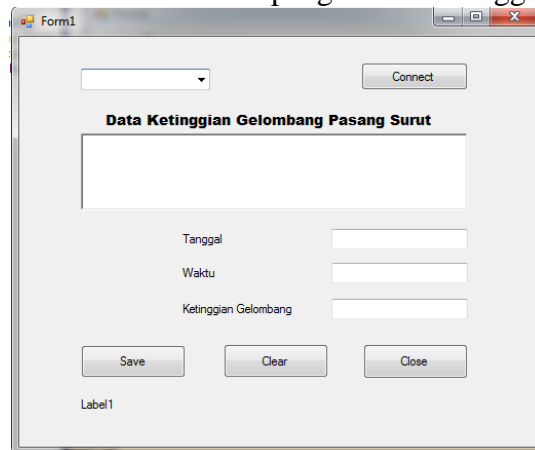 Form1
Connect
Data Ketinggian Gelombang Pasang Surut
Tanggal
Waktu
Ketinggian Gelombang
Save Clear Close
Label1